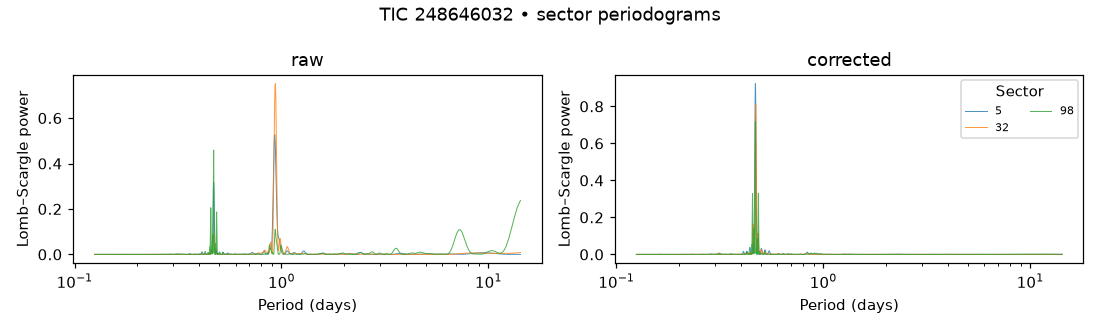 TIC 248646032 • sector periodograms
raw
corrected
Lomb–Scargle power
0.6
0.4
0.2
0.0
10⁻¹
10⁰
10¹
Period (days)
Lomb–Scargle power
0.8
0.6
0.4
0.2
0.0
10⁻¹
10⁰
10¹
Period (days)
Sector
5
98
32